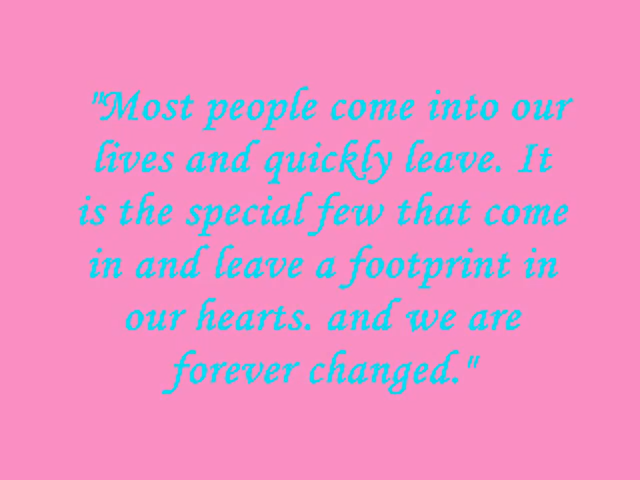 "Most people come into our
lives and quickly leave. It
is the special few that come
in and leave a footprint in
our hearts. and we are
forever changed."